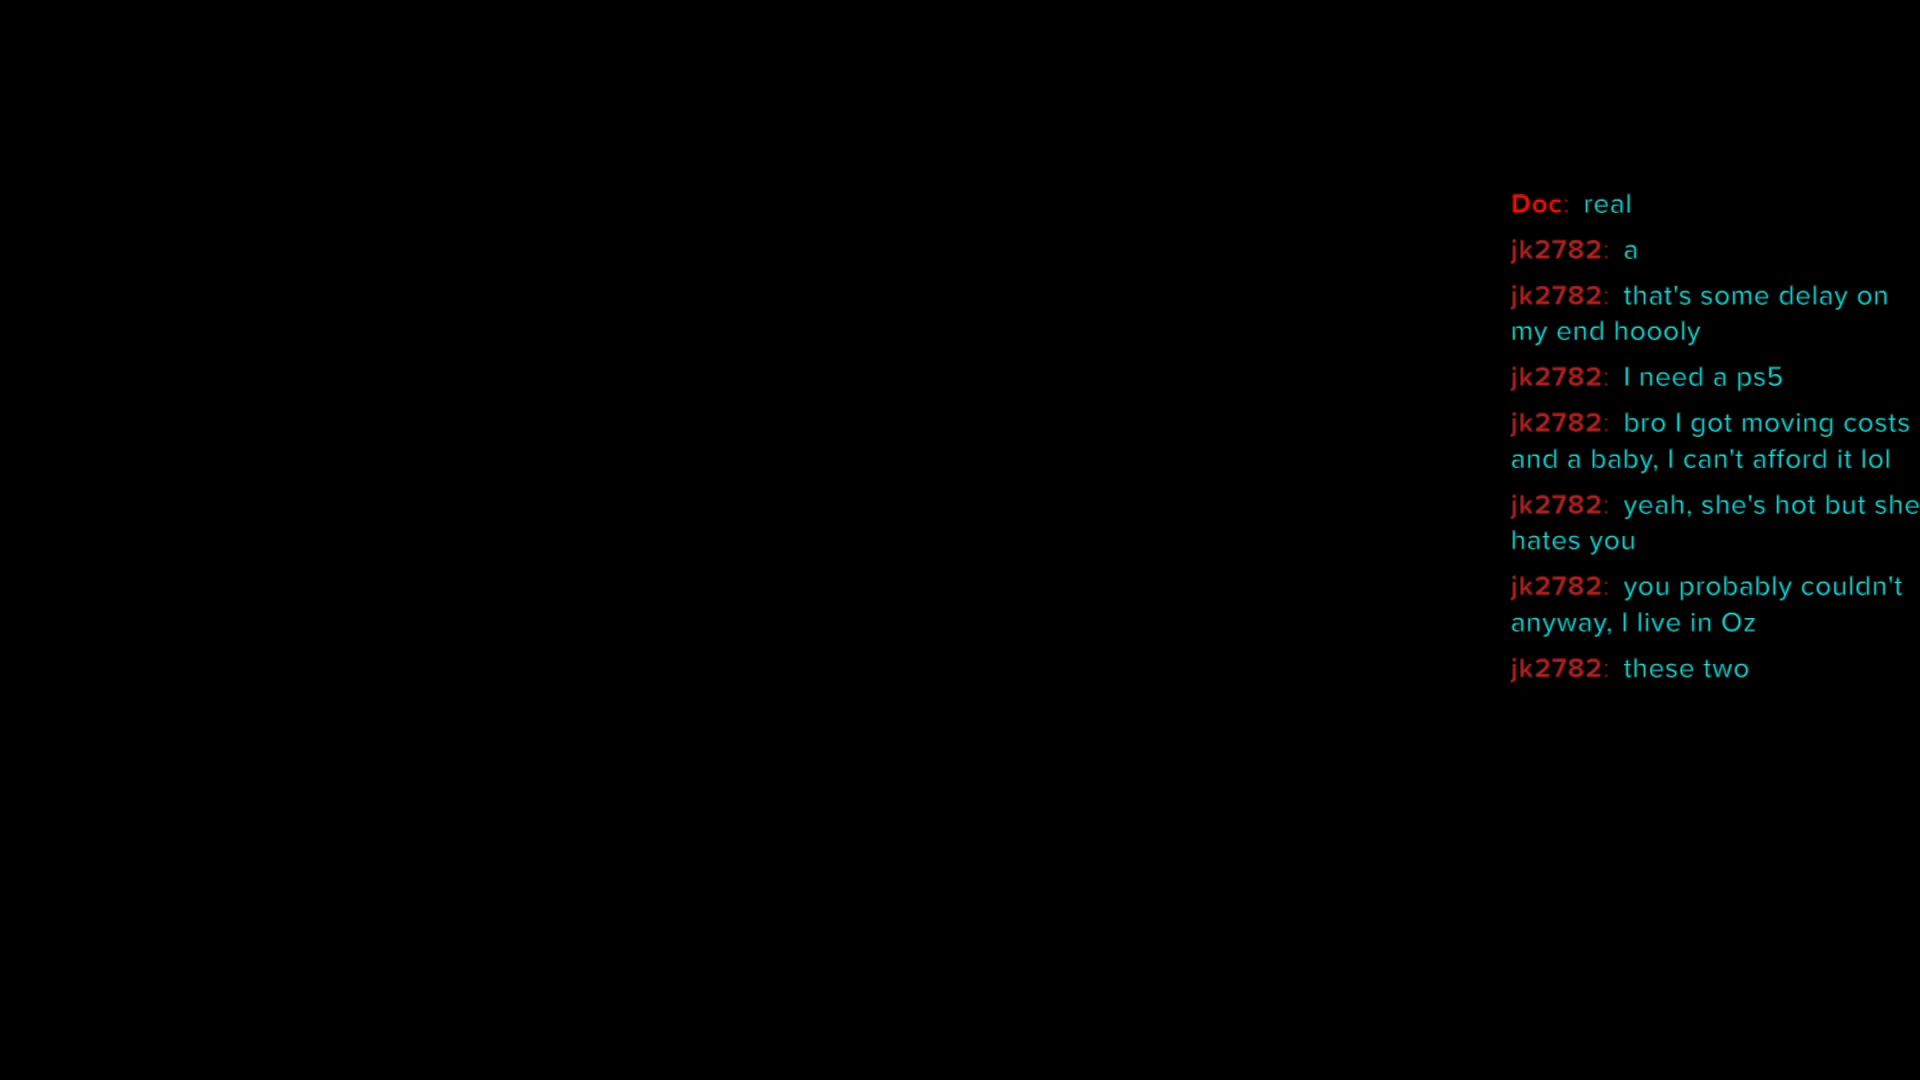 Doc: real
jk2782: a
jk2782: that's some delay on
my end hoooly
jk2782: I need a ps5
jk2782: bro I got moving costs
and a baby, I can't afford it lol
jk2782: yeah, she's hot but she
hates you
jk2782: you probably couldn't
anyway, I live in Oz
jk2782: these two